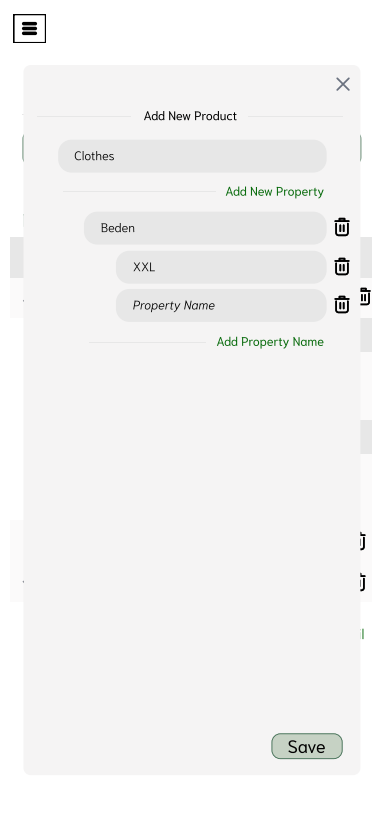 Add New Product
Clothes
Add New Property
Beden
XXL
Property Name
Add Property Name
Save